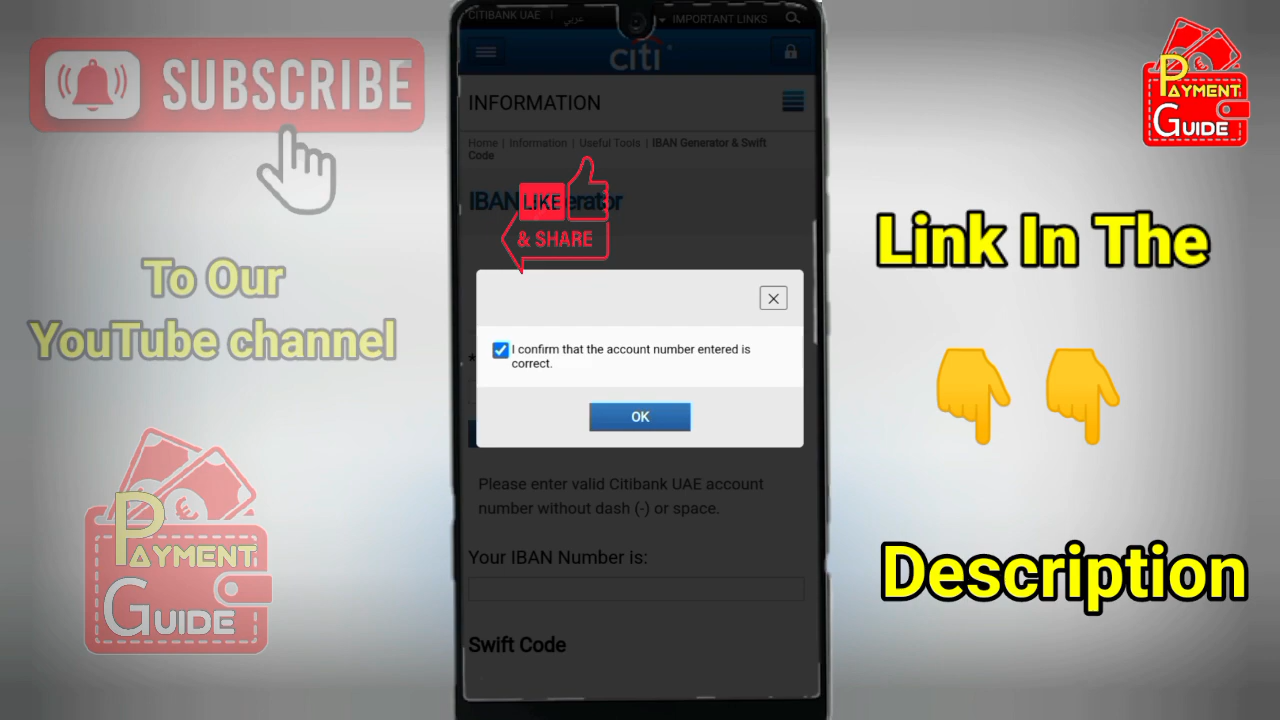 SUBSCRIBE
To Our
YouTube channel
PAYMENT
GUIDE
CITIBANK UAE | عربي
IMPORTANT LINKS
citi
INFORMATION
Home | Information | Useful Tools | IBAN Generator & Swift
Code
LIKE
& SHARE
I confirm that the account number entered is
correct.
OK
Please enter valid Citibank UAE account
number without dash (-) or space.
Your IBAN Number is:
Swift Code
PAYMENT
GUIDE
Link In The
Description